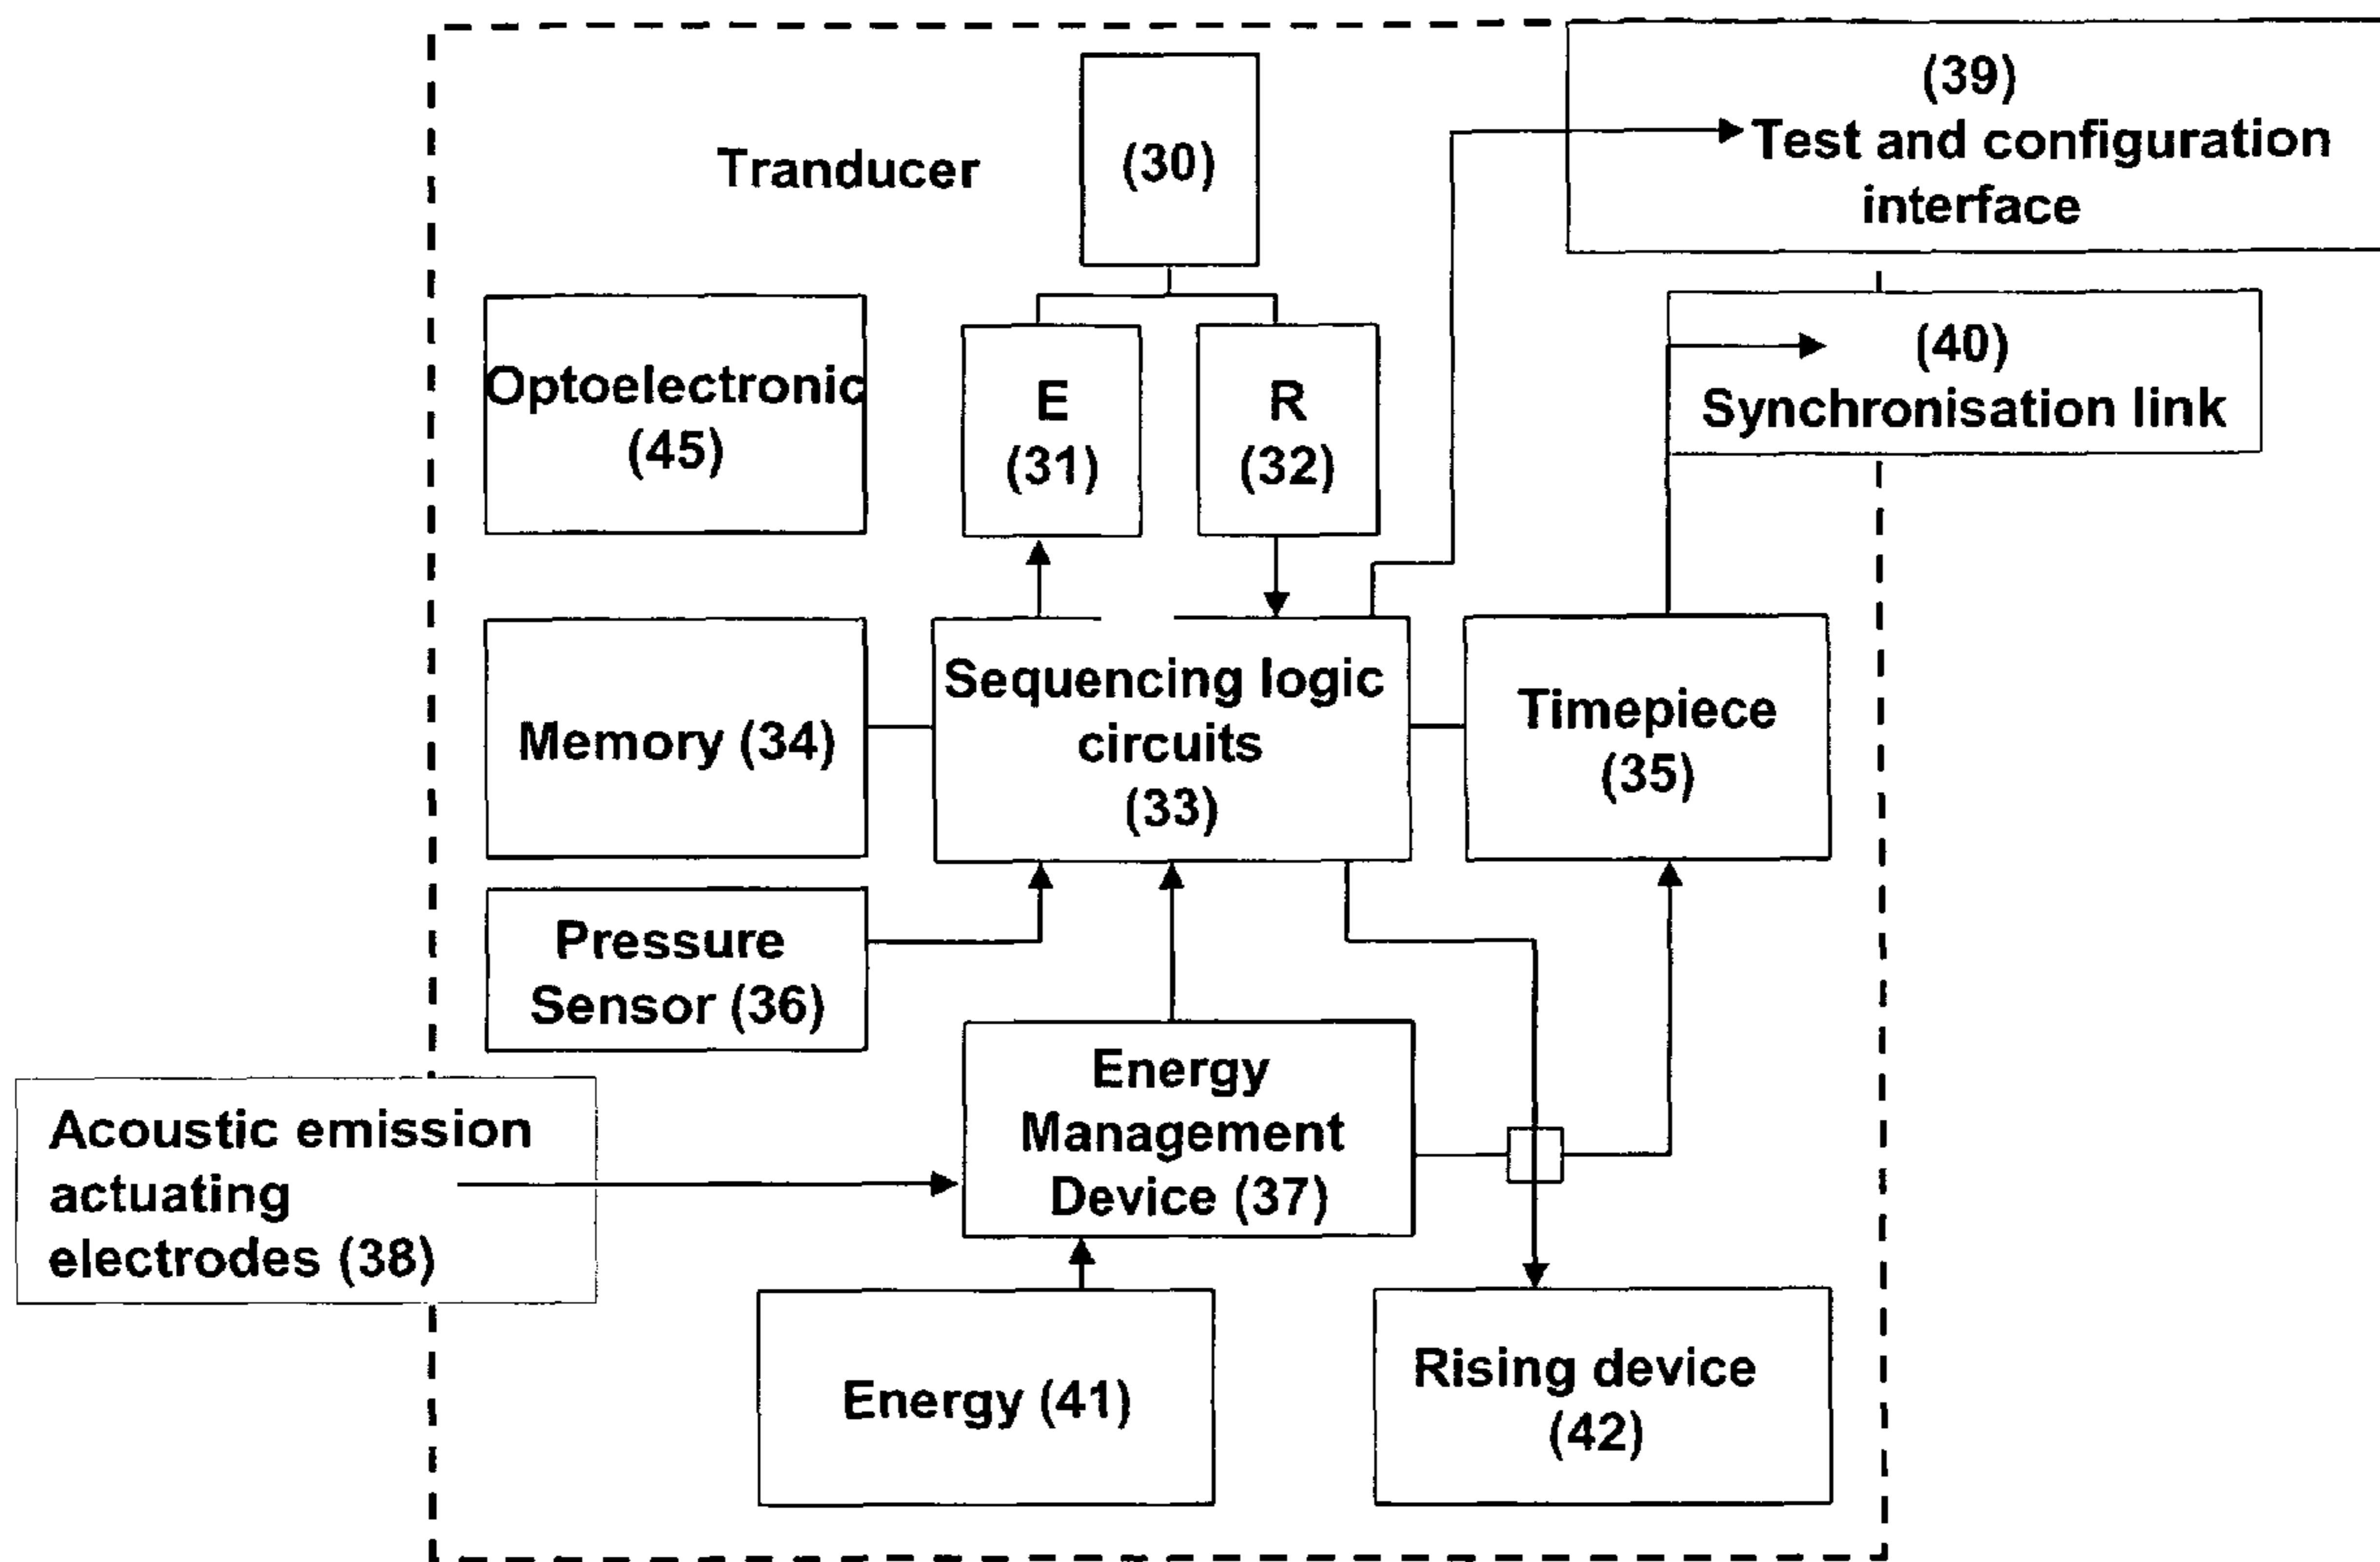 (39)
Test and configuration
interface
Tranducer
(30)
(40)
Synchronisation link
Optoelectronic
(45)
E
(31)
R
(32)
Memory (34)
Sequencing logic
circuits
(33)
Timepiece
(35)
Pressure
Sensor (36)
Energy
Management
Device (37)
Acoustic emission
actuating
electrodes (38)
Energy (41)
Rising device
(42)